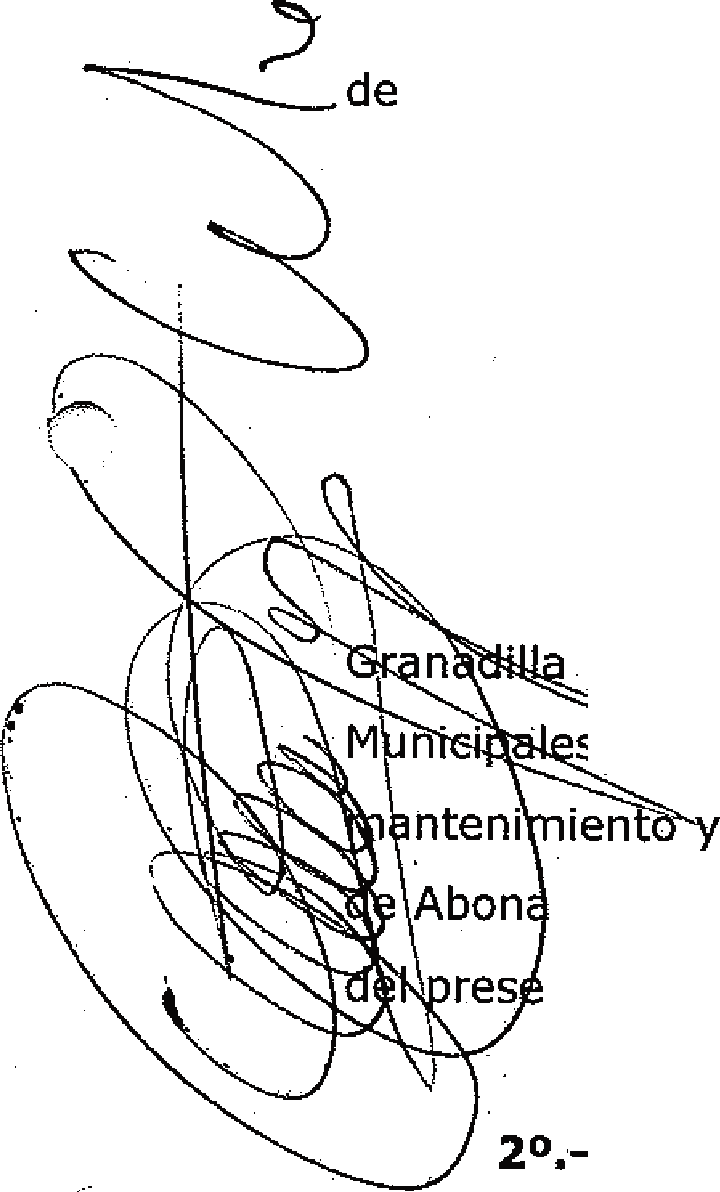 de
Granadilla
Municipales
mantenimiento y
de Abona
del prese
2º.-